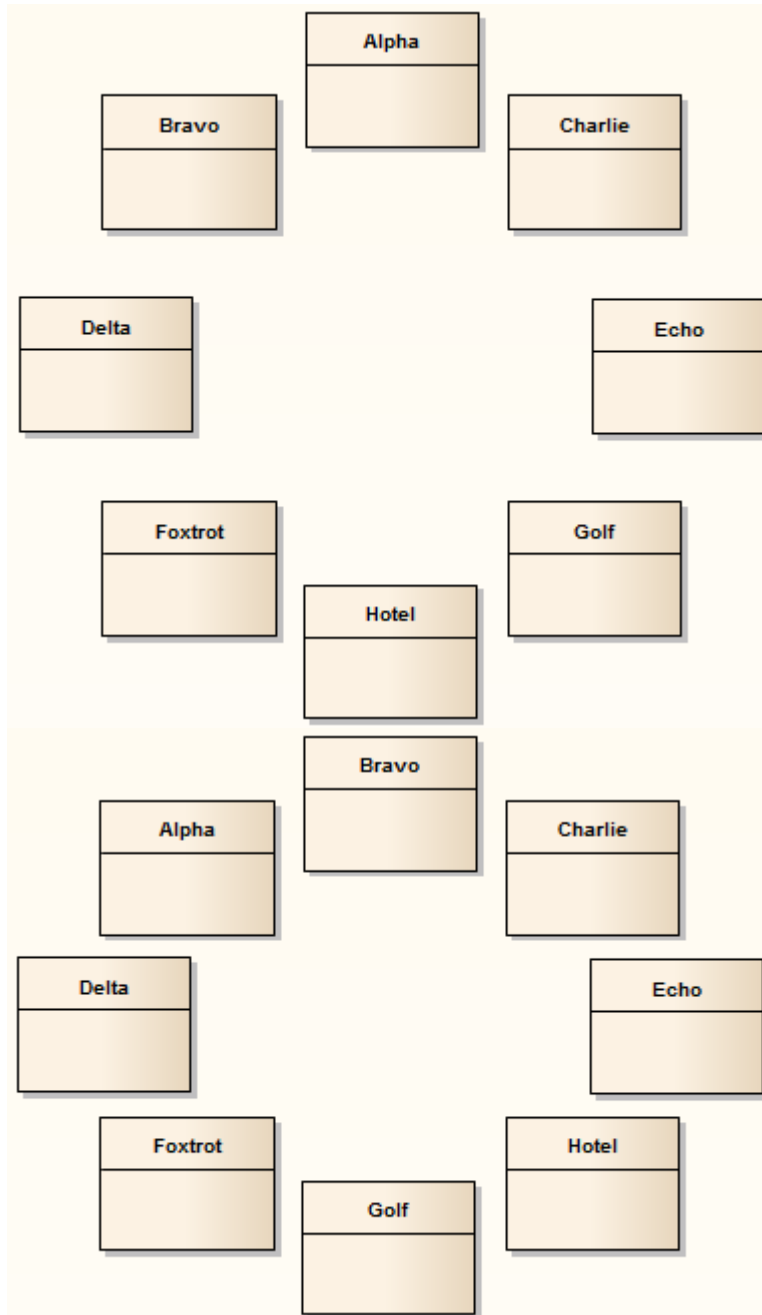 Alpha
Bravo
Charlie
Delta
Echo
Foxtrot
Golf
Hotel
Bravo
Alpha
Charlie
Delta
Echo
Foxtrot
Hotel
Golf